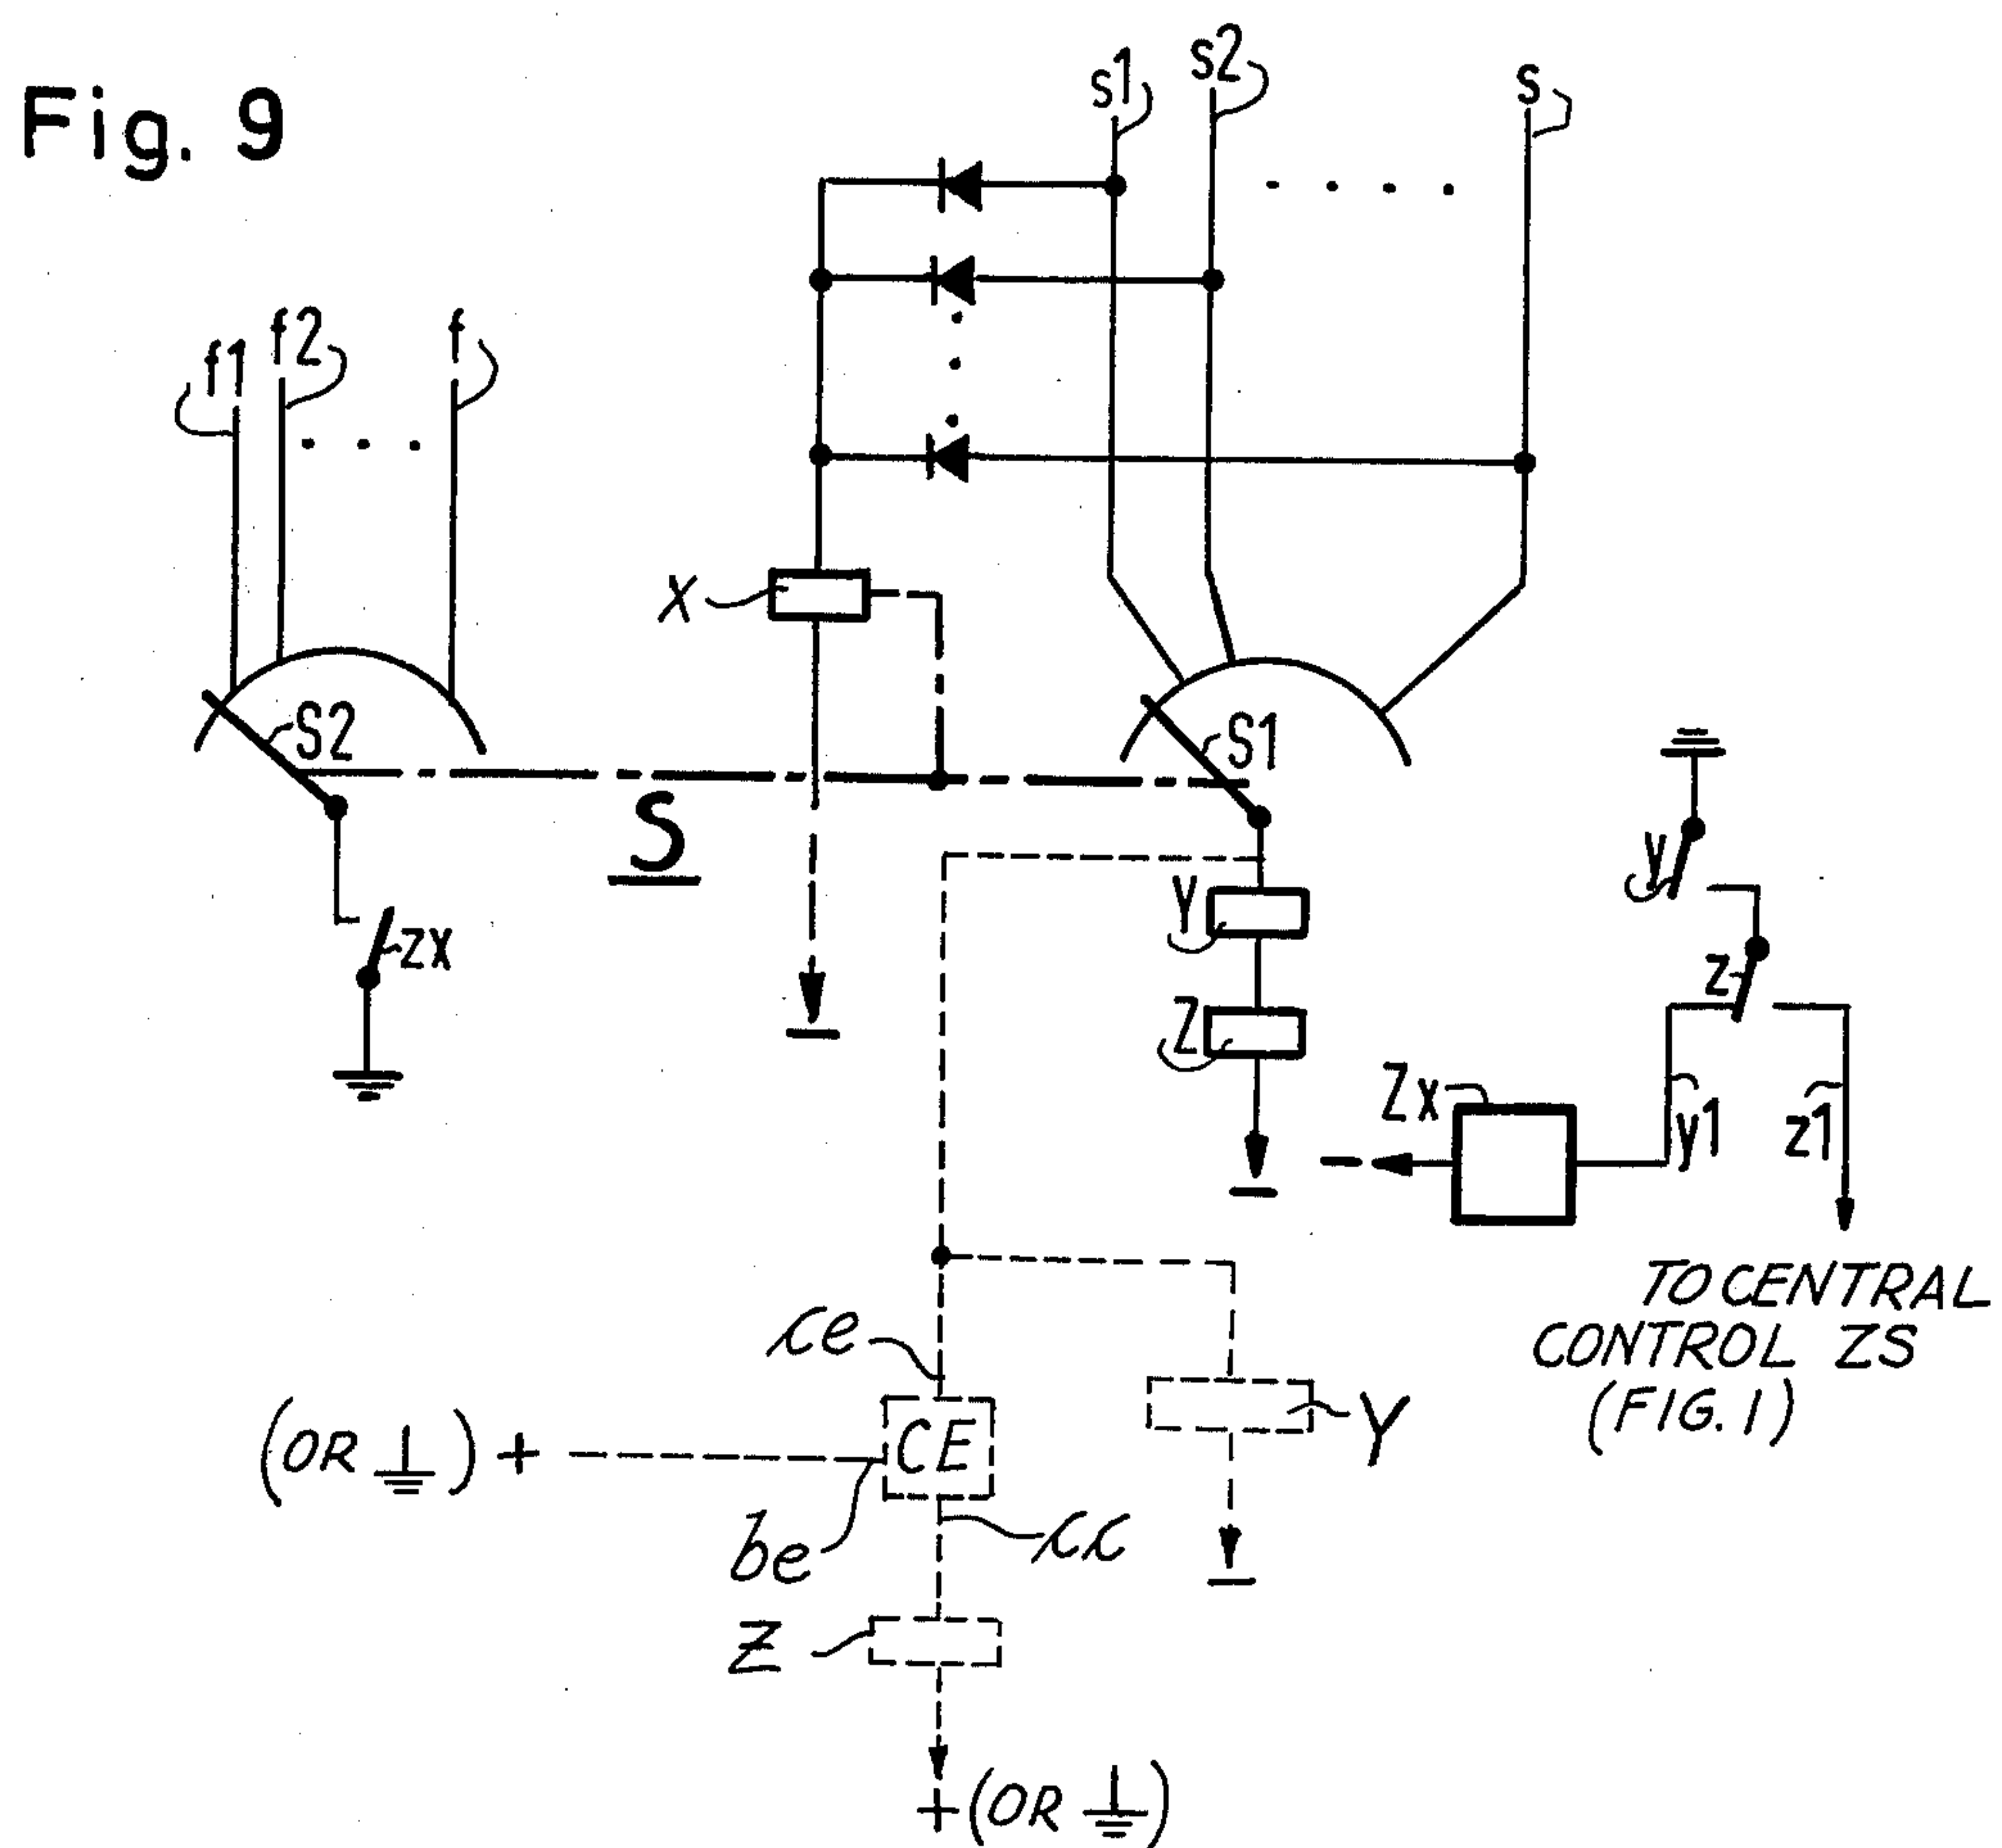 Fig. 9
s1
s2
s
f1
f2
f
X
S2
S1
S
y
Y
zx
z
Z
Zx
y1
z1
TO CENTRAL
CONTROL ZS
(FIG. 1)
ce
(OR ⏚) +
CE
Y
be
cc
Z
+ (OR ⏚)